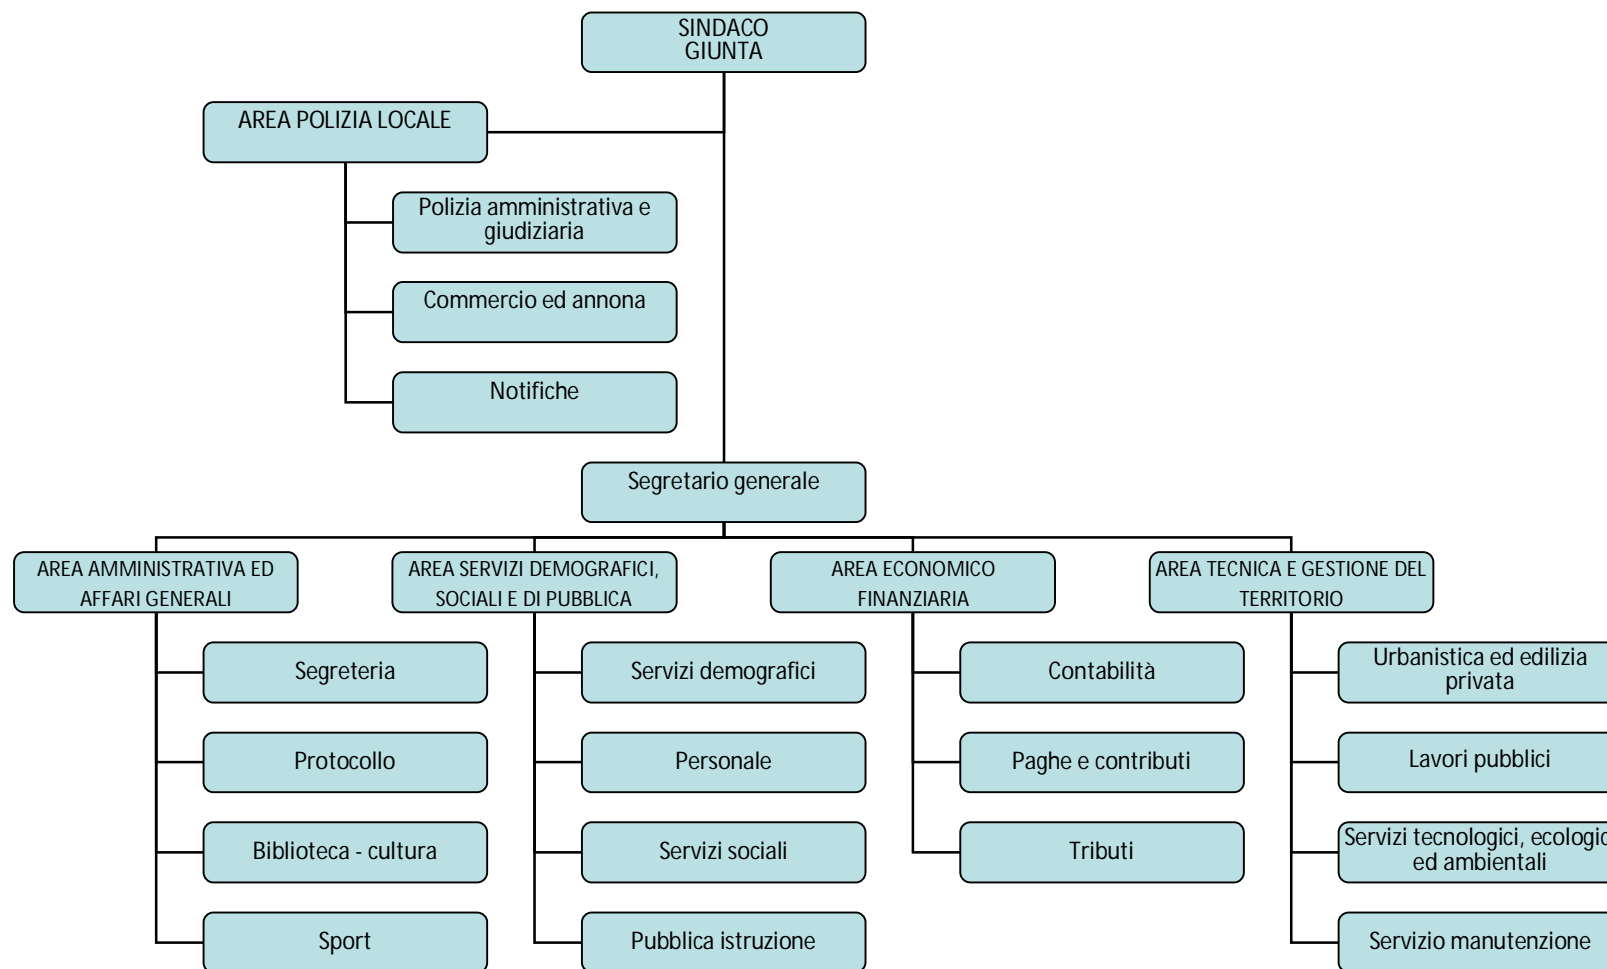 SINDACO
GIUNTA
AREA POLIZIA LOCALE
Polizia amministrativa e
giudiziaria
Commercio ed annona
Notifiche
Segretario generale
AREA AMMINISTRATIVA ED
AFFARI GENERALI
AREA SERVIZI DEMOGRAFICI,
SOCIALI E DI PUBBLICA
AREA ECONOMICO
FINANZIARIA
AREA TECNICA E GESTIONE DEL
TERRITORIO
Segreteria
Servizi demografici
Contabilità
Urbanistica ed edilizia
privata
Protocollo
Personale
Paghe e contributi
Lavori pubblici
Biblioteca - cultura
Servizi sociali
Tributi
Servizi tecnologici, ecologic
ed ambientali
Sport
Pubblica istruzione
Servizio manutenzione